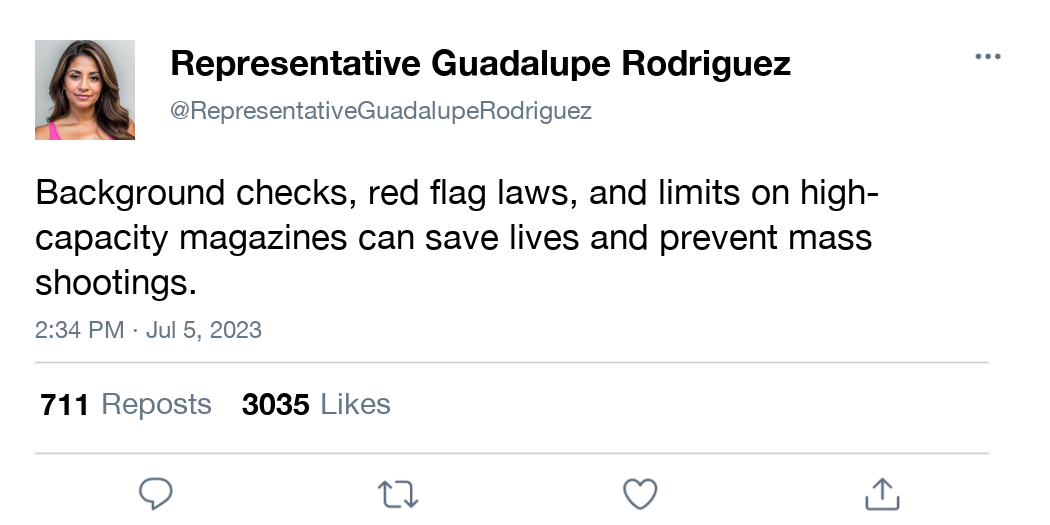 Representative Guadalupe Rodriguez
@RepresentativeGuadalupeRodriguez
Background checks, red flag laws, and limits on high-
capacity magazines can save lives and prevent mass
shootings.
2:34 PM · Jul 5, 2023
711 Reposts 3035 Likes